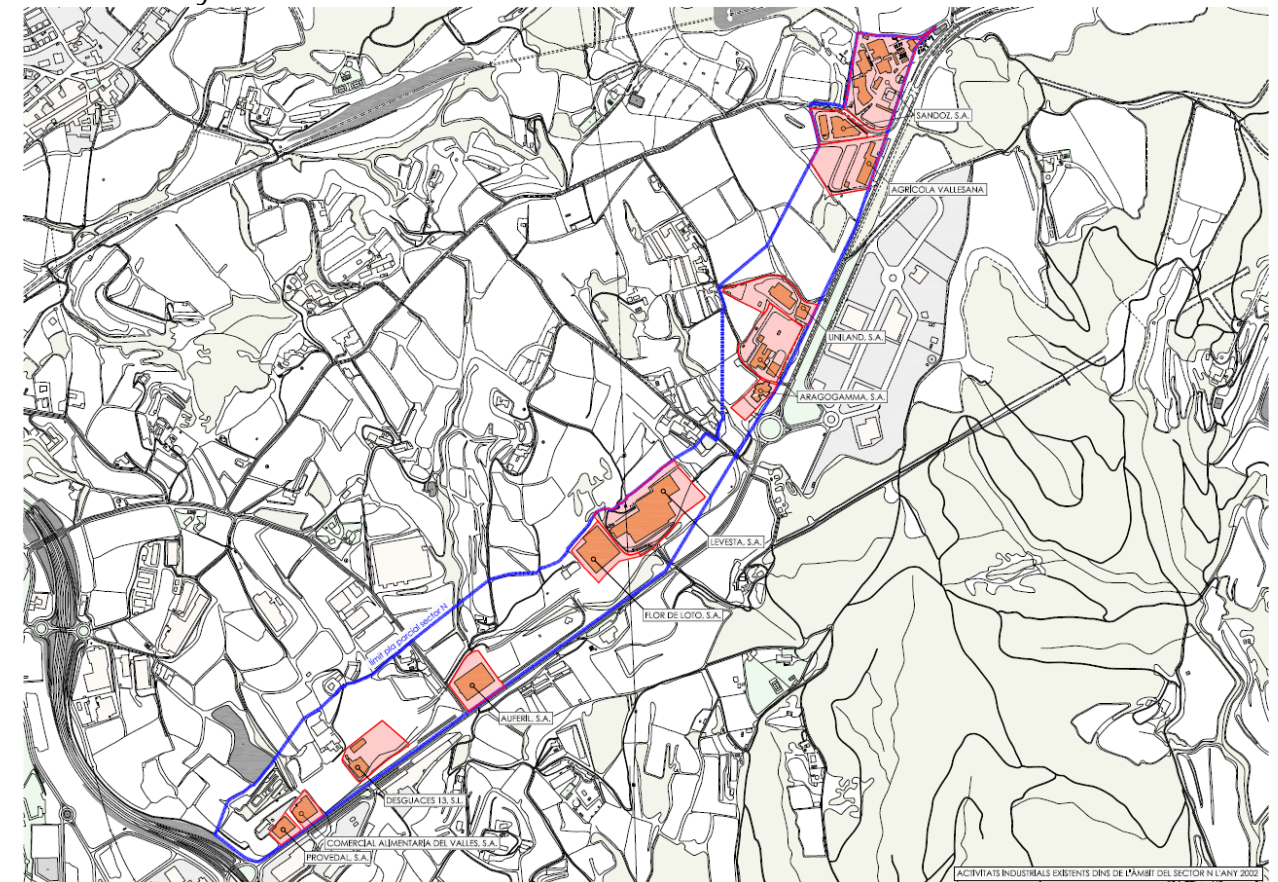 SANDOZ, S.A.
AGRÍCOLA VALLESANA
UNILAND, S.A.
ARAGOGAMMA, S.A.
LEVESTA, S.A.
FLOR DE LOTO, S.A.
límit pla parcial sector N
AUFERIL, S.A.
DESGUACES 13, S.L.
COMERCIAL ALIMENTARIA DEL VALLES, S.A.
PROVEDAL, S.A.
ACTIVITATS INDUSTRIALS EXISTENTS DINS DE L'ÀMBIT DEL SECTOR N L'ANY 2002